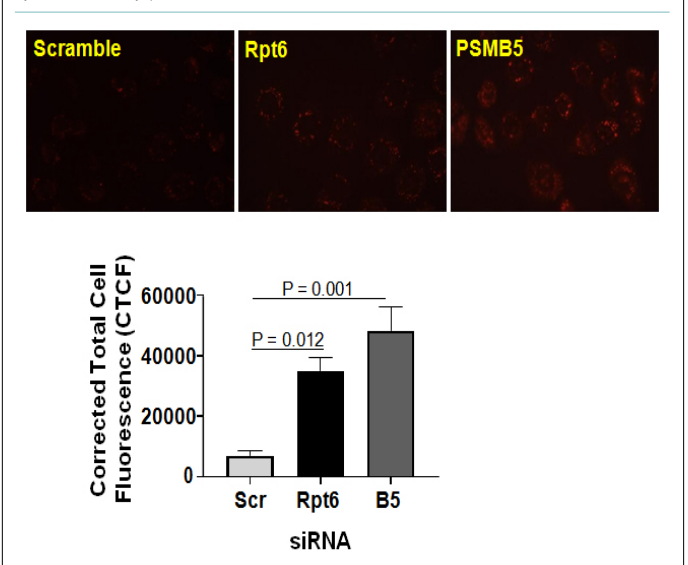 Scramble
Rpt6
PSMB5
Corrected Total Cell
Fluorescence (CTCF)
60000
40000
20000
0
P = 0.001
P = 0.012
Scr
Rpt6
B5
siRNA